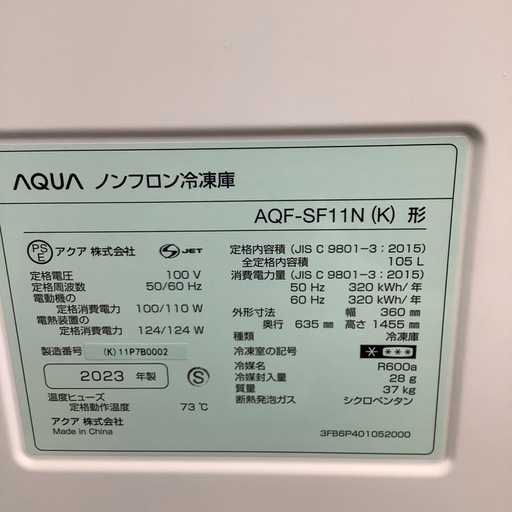 AQUA ノンフロン冷凍庫
AQF-SF11N (K) 形
PSE アクア 株式会社 S JET
定格電圧 100 V
定格周波数 50/60 Hz
電動機の
定格消費電力 100/110 W
電熱装置の
定格消費電力 124/124 W
製造番号 (K) 11P7B0002
2023 年製 S
温度ヒューズ
定格動作温度 73 ℃
アクア 株式会社
Made in China
定格内容積 (JIS C 9801-3 : 2015)
全定格内容積 105 L
消費電力量 (JIS C 9801-3 : 2015)
50 Hz 320 kWh/年
60 Hz 320 kWh/年
外形寸法 幅 360 mm
奥行 635 mm 高さ 1455 mm
種類 冷凍庫
冷凍室の記号 * ***
冷媒名 R600a
冷媒封入量 28 g
質量 37 kg
断熱発泡ガス シクロペンタン
3FB6P401052000